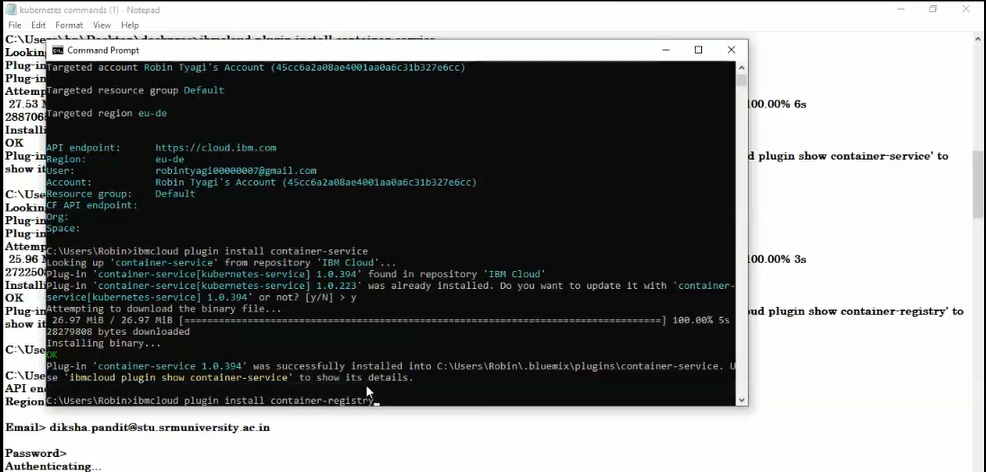 kubernetes commands (1) - Notepad
File Edit Format View Help
Command Prompt
Targeted account Robin Tyagi's Account (45cc6a2a08ae4001aa0a6c31b327e6cc)
Targeted resource group Default
Targeted region eu-de
API endpoint: https://cloud.ibm.com
Region: eu-de
User: robintyagi00000007@gmail.com
Account: Robin Tyagi's Account (45cc6a2a08ae4001aa0a6c31b327e6cc)
Resource group: Default
CF API endpoint:
Org:
Space:
C:\Users\Robin>ibmcloud plugin install container-service
Looking up 'container-service' from repository 'IBM Cloud'...
Plug-in 'container-service[kubernetes-service] 1.0.394' found in repository 'IBM Cloud'
Plug-in 'container-service[kubernetes-service] 1.0.223' was already installed. Do you want to update it with 'container-
service[kubernetes-service] 1.0.394' or not? [y/N] > y
Attempting to download the binary file...
26.97 MiB / 26.97 MiB [==================================================================================] 100.00% 5s
28279808 bytes downloaded
Installing binary...
OK
Plug-in 'container-service 1.0.394' was successfully installed into C:\Users\Robin\.bluemix\plugins\container-service. U
se 'ibmcloud plugin show container-service' to show its details.
C:\Users\Robin>ibmcloud plugin install container-registry_
Looki
Plug-in
Plug-i
Attemp
27.53 M
100.00% 6s
288706
Installi
OK
Plug-in
d plugin show container-service' to
show it
C:\Use
Lookin
Plug-in
Plug-in
Attemp
25.96 M
100.00% 3s
272250
Installi
OK
Plug-in
oud plugin show container-registry' to
show it
C:\Use
C:\Use
API en
Region
Email> diksha.pandit@stu.srmuniversity.ac.in
Password>
Authenticating...